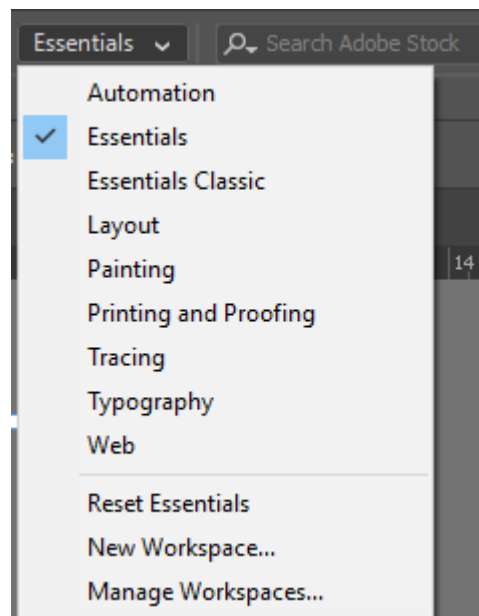 Essentials
Search Adobe Stock
Automation
Essentials
Essentials Classic
Layout
Painting
Printing and Proofing
Tracing
Typography
Web
Reset Essentials
New Workspace...
Manage Workspaces...
14